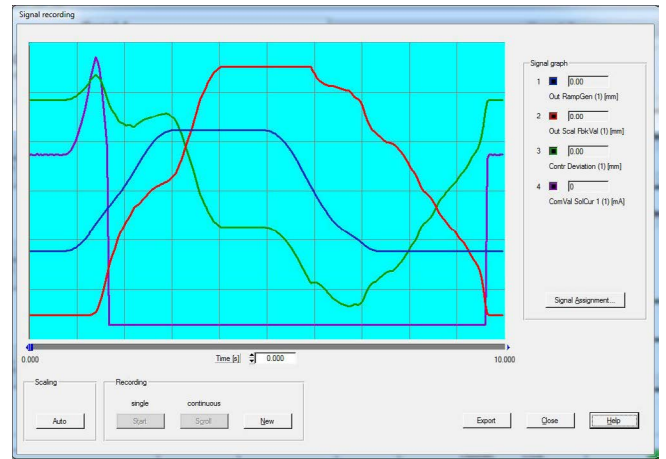 Signal recording
Signal graph
1 0.00
Out RampGen (1) [mm]
2 0.00
Out Scal FbkVal (1) [mm]
3 0.00
Contr Deviation (1) [mm]
4 0
ComVal SolCur 1 (1) [mA]
Signal Assignment...
0.000 Time [s] 0.000 10.000
Scaling
Auto
Recording
single continuous
Start Scroll New
Export Close Help